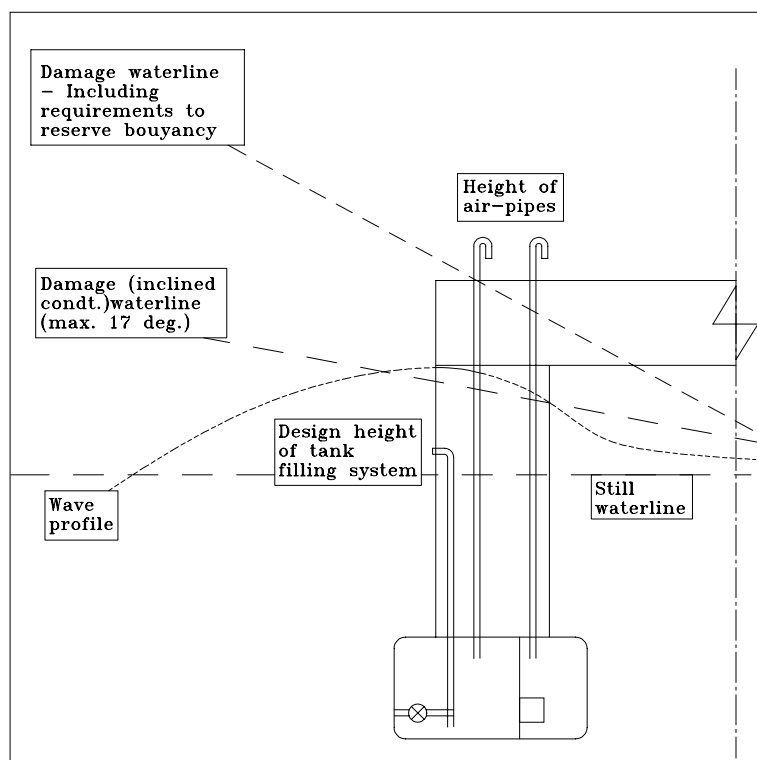 Damage waterline
– Including
requirements to
reserve bouyancy
Height of
air–pipes
Damage (inclined
condt.)waterline
(max. 17 deg.)
Design height
of tank
filling system
Wave
profile
Still
waterline